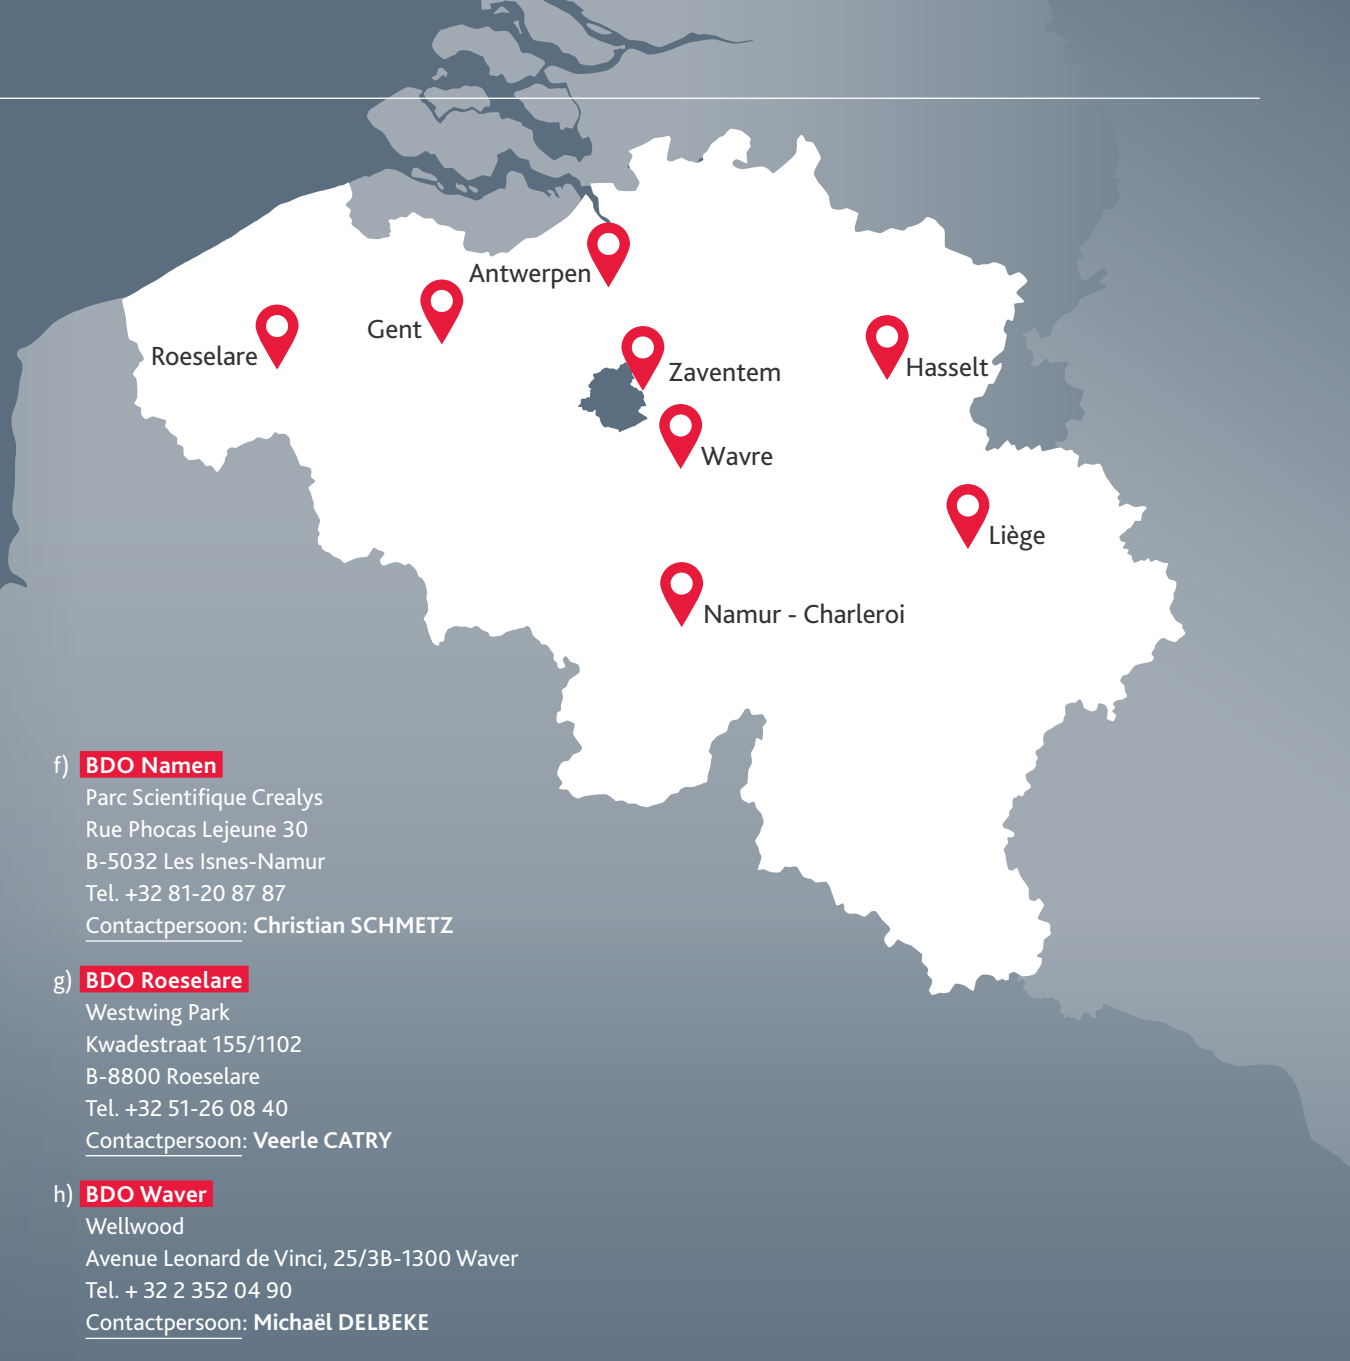 Antwerpen
Gent
Roeselare
Zaventem
Hasselt
Wavre
Liège
Namur - Charleroi
f) BDO Namen
Parc Scientifique Crealys
Rue Phocas Lejeune 30
B-5032 Les Isnes-Namur
Tel. +32 81-20 87 87
Contactpersoon: Christian SCHMETZ
g) BDO Roeselare
Westwing Park
Kwadestraat 155/1102
B-8800 Roeselare
Tel. +32 51-26 08 40
Contactpersoon: Veerle CATRY
h) BDO Waver
Wellwood
Avenue Leonard de Vinci, 25/3B-1300 Waver
Tel. + 32 2 352 04 90
Contactpersoon: Michaël DELBEKE